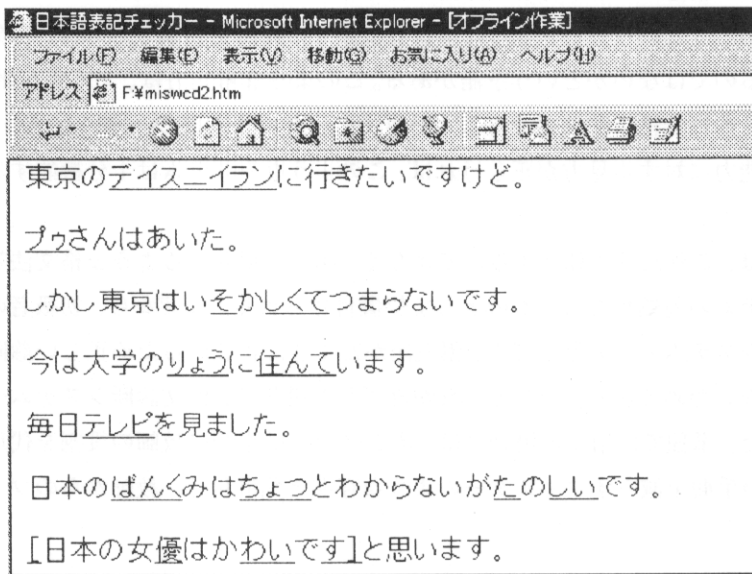 日本語表記チェッカー - Microsoft Internet Explorer - [オフライン作業]
ファイル(F) 編集(E) 表示(V) 移動(G) お気に入り(A) ヘルプ(H)
アドレス F:¥miswcd2.htm
東京のデイスニイランに行きたいですけど。
プゥさんはあいた。
しかし東京はいそかしくてつまらないです。
今は大学のりょうに住んています。
毎日テレピを見ました。
日本のばんくみはちょつとわからないがたのしいです。
[日本の女優はかわいです]と思います。